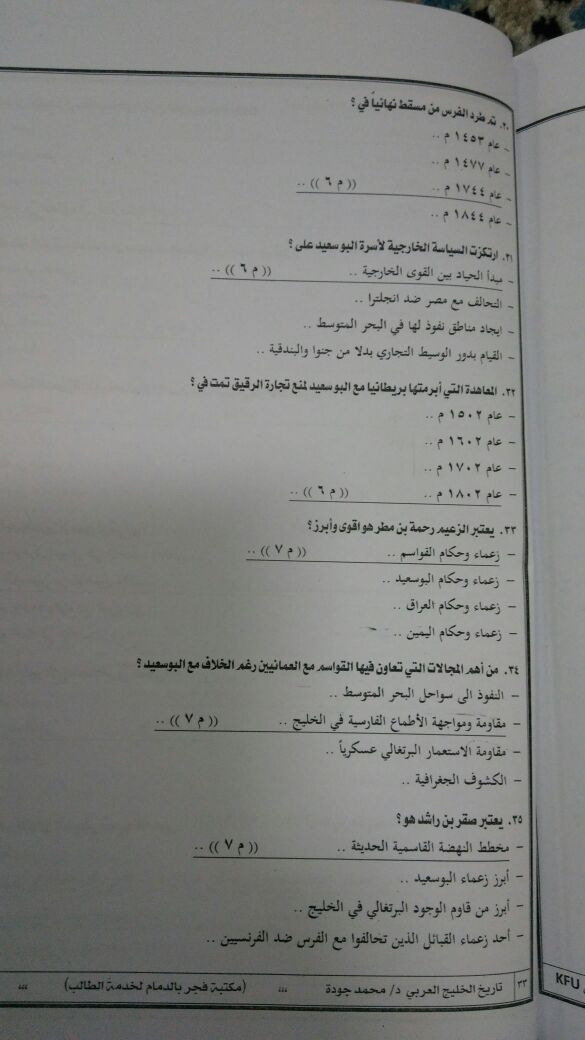 ٢٠. تم طرد الفرس من مسقط نهائياً في ؟
- عام ١٤٥٣ م ..
- عام ١٤٧٧ م ..
- عام ١٧٤٤ م .. (( م ٦ )) ..
- عام ١٨٤٤ م ..
٢١. ارتكزت السياسة الخارجية لأسرة البوسعيد على ؟
- مبدأ الحياد بين القوى الخارجية .. (( م ٦ )) ..
- التحالف مع مصر ضد انجلترا ..
- ايجاد مناطق نفوذ لها في البحر المتوسط ..
- القيام بدور الوسيط التجاري بدلا من جنوا والبندقية ..
٢٢. المعاهدة التي أبرمتها بريطانيا مع البوسعيد لمنع تجارة الرقيق تمت في ؟
- عام ١٥٠٢ م ..
- عام ١٦٠٢ م ..
- عام ١٧٠٢ م ..
- عام ١٨٠٢ م .. (( م ٦ )) ..
٢٣. يعتبر الزعيم رحمة بن مطر هو اقوى وأبرز ؟
- زعماء وحكام القواسم .. (( م ٧ )) ..
- زعماء وحكام البوسعيد ..
- زعماء وحكام العراق ..
- زعماء وحكام اليمين ..
٢٤. من أهم المجالات التي تعاون فيها القواسم مع العمانيين رغم الخلاف مع البوسعيد ؟
- النفوذ الى سواحل البحر المتوسط ..
- مقاومة ومواجهة الأطماع الفارسية في الخليج .. (( م ٧ )) ..
- مقاومة الاستعمار البرتغالي عسكرياً ..
- الكشوف الجغرافية ..
٢٥. يعتبر صقر بن راشد هو ؟
- مخطط النهضة القاسمية الحديثة .. (( م ٧ )) ..
- أبرز زعماء البوسعيد ..
- أبرز من قاوم الوجود البرتغالي في الخليج ..
- أحد زعماء القبائل الذين تحالفوا مع الفرس ضد الفرنسيين ..
٣٣ تاريخ الخليج العربي د/ محمد جودة ،،، (مكتبة فجر بالدمام لخدمة الطالب) ،،،
KFU